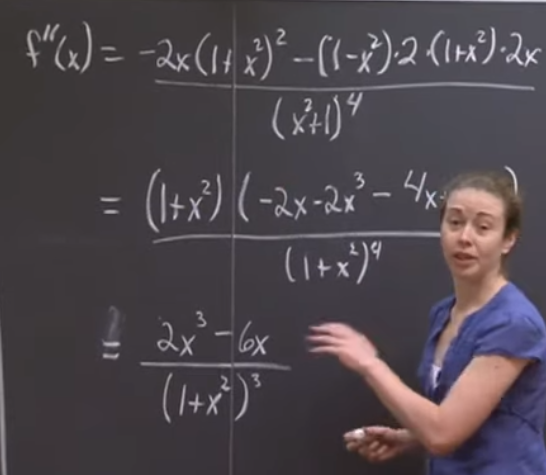 f''(x) = -2x(1+x²)² - (1-x²)·2·(1+x²)·2x
(x²+1)⁴
= (1+x²)(-2x-2x³ - 4x )
(1+x²)⁴
= 2x³ - 6x
(1+x²)³